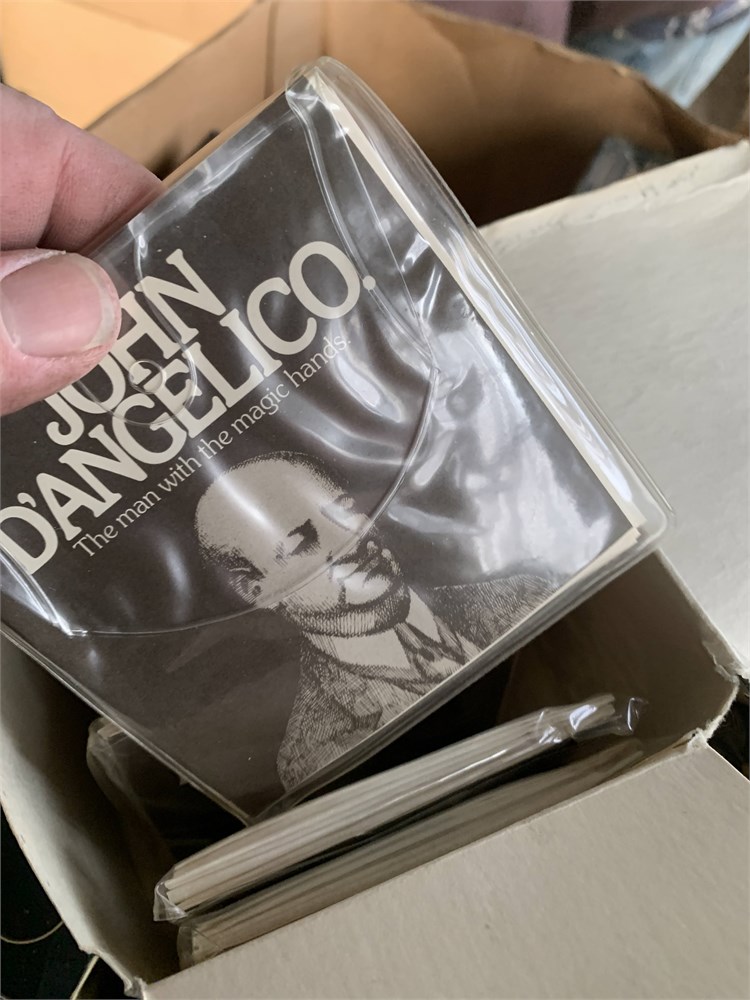 JOHN
D'ANGELICO.
The man with the magic hands.